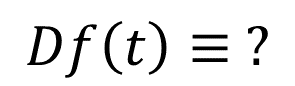 Df(t) ≡ ?